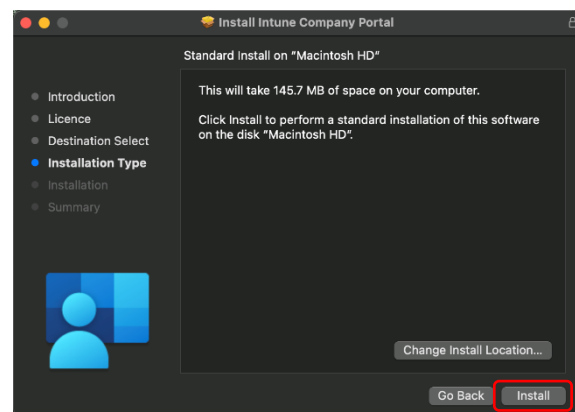 Install Intune Company Portal
Standard Install on "Macintosh HD"
Introduction
Licence
Destination Select
Installation Type
Installation
Summary
This will take 145.7 MB of space on your computer.
Click Install to perform a standard installation of this software
on the disk "Macintosh HD".
Change Install Location...
Go Back
Install